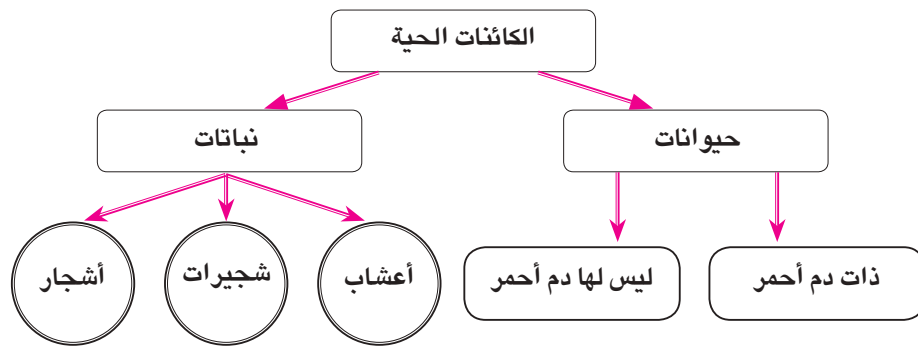 الكائنات الحية
حيوانات
نباتات
ذات دم أحمر
ليس لها دم أحمر
أعشاب
شجيرات
أشجار